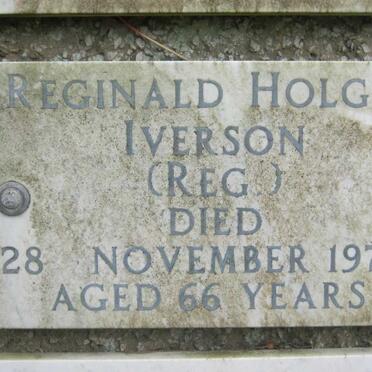 REGINALD HOLG
IVERSON
(REG.)
DIED
28 NOVEMBER 197
AGED 66 YEARS